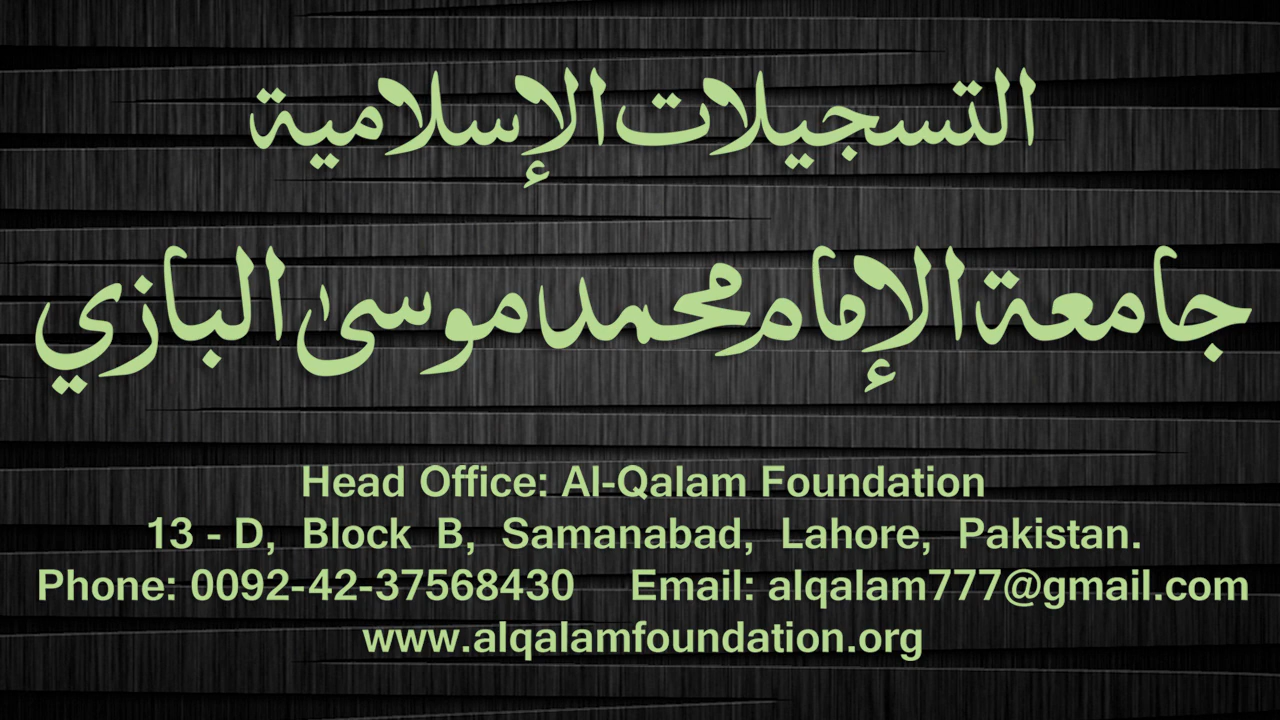 التسجيلات الإسلامية
جامعة الإمام محمد موسىٰ البازي
Head Office: Al-Qalam Foundation
13 - D, Block B, Samanabad, Lahore, Pakistan.
Phone: 0092-42-37568430 Email: alqalam777@gmail.com
www.alqalamfoundation.org